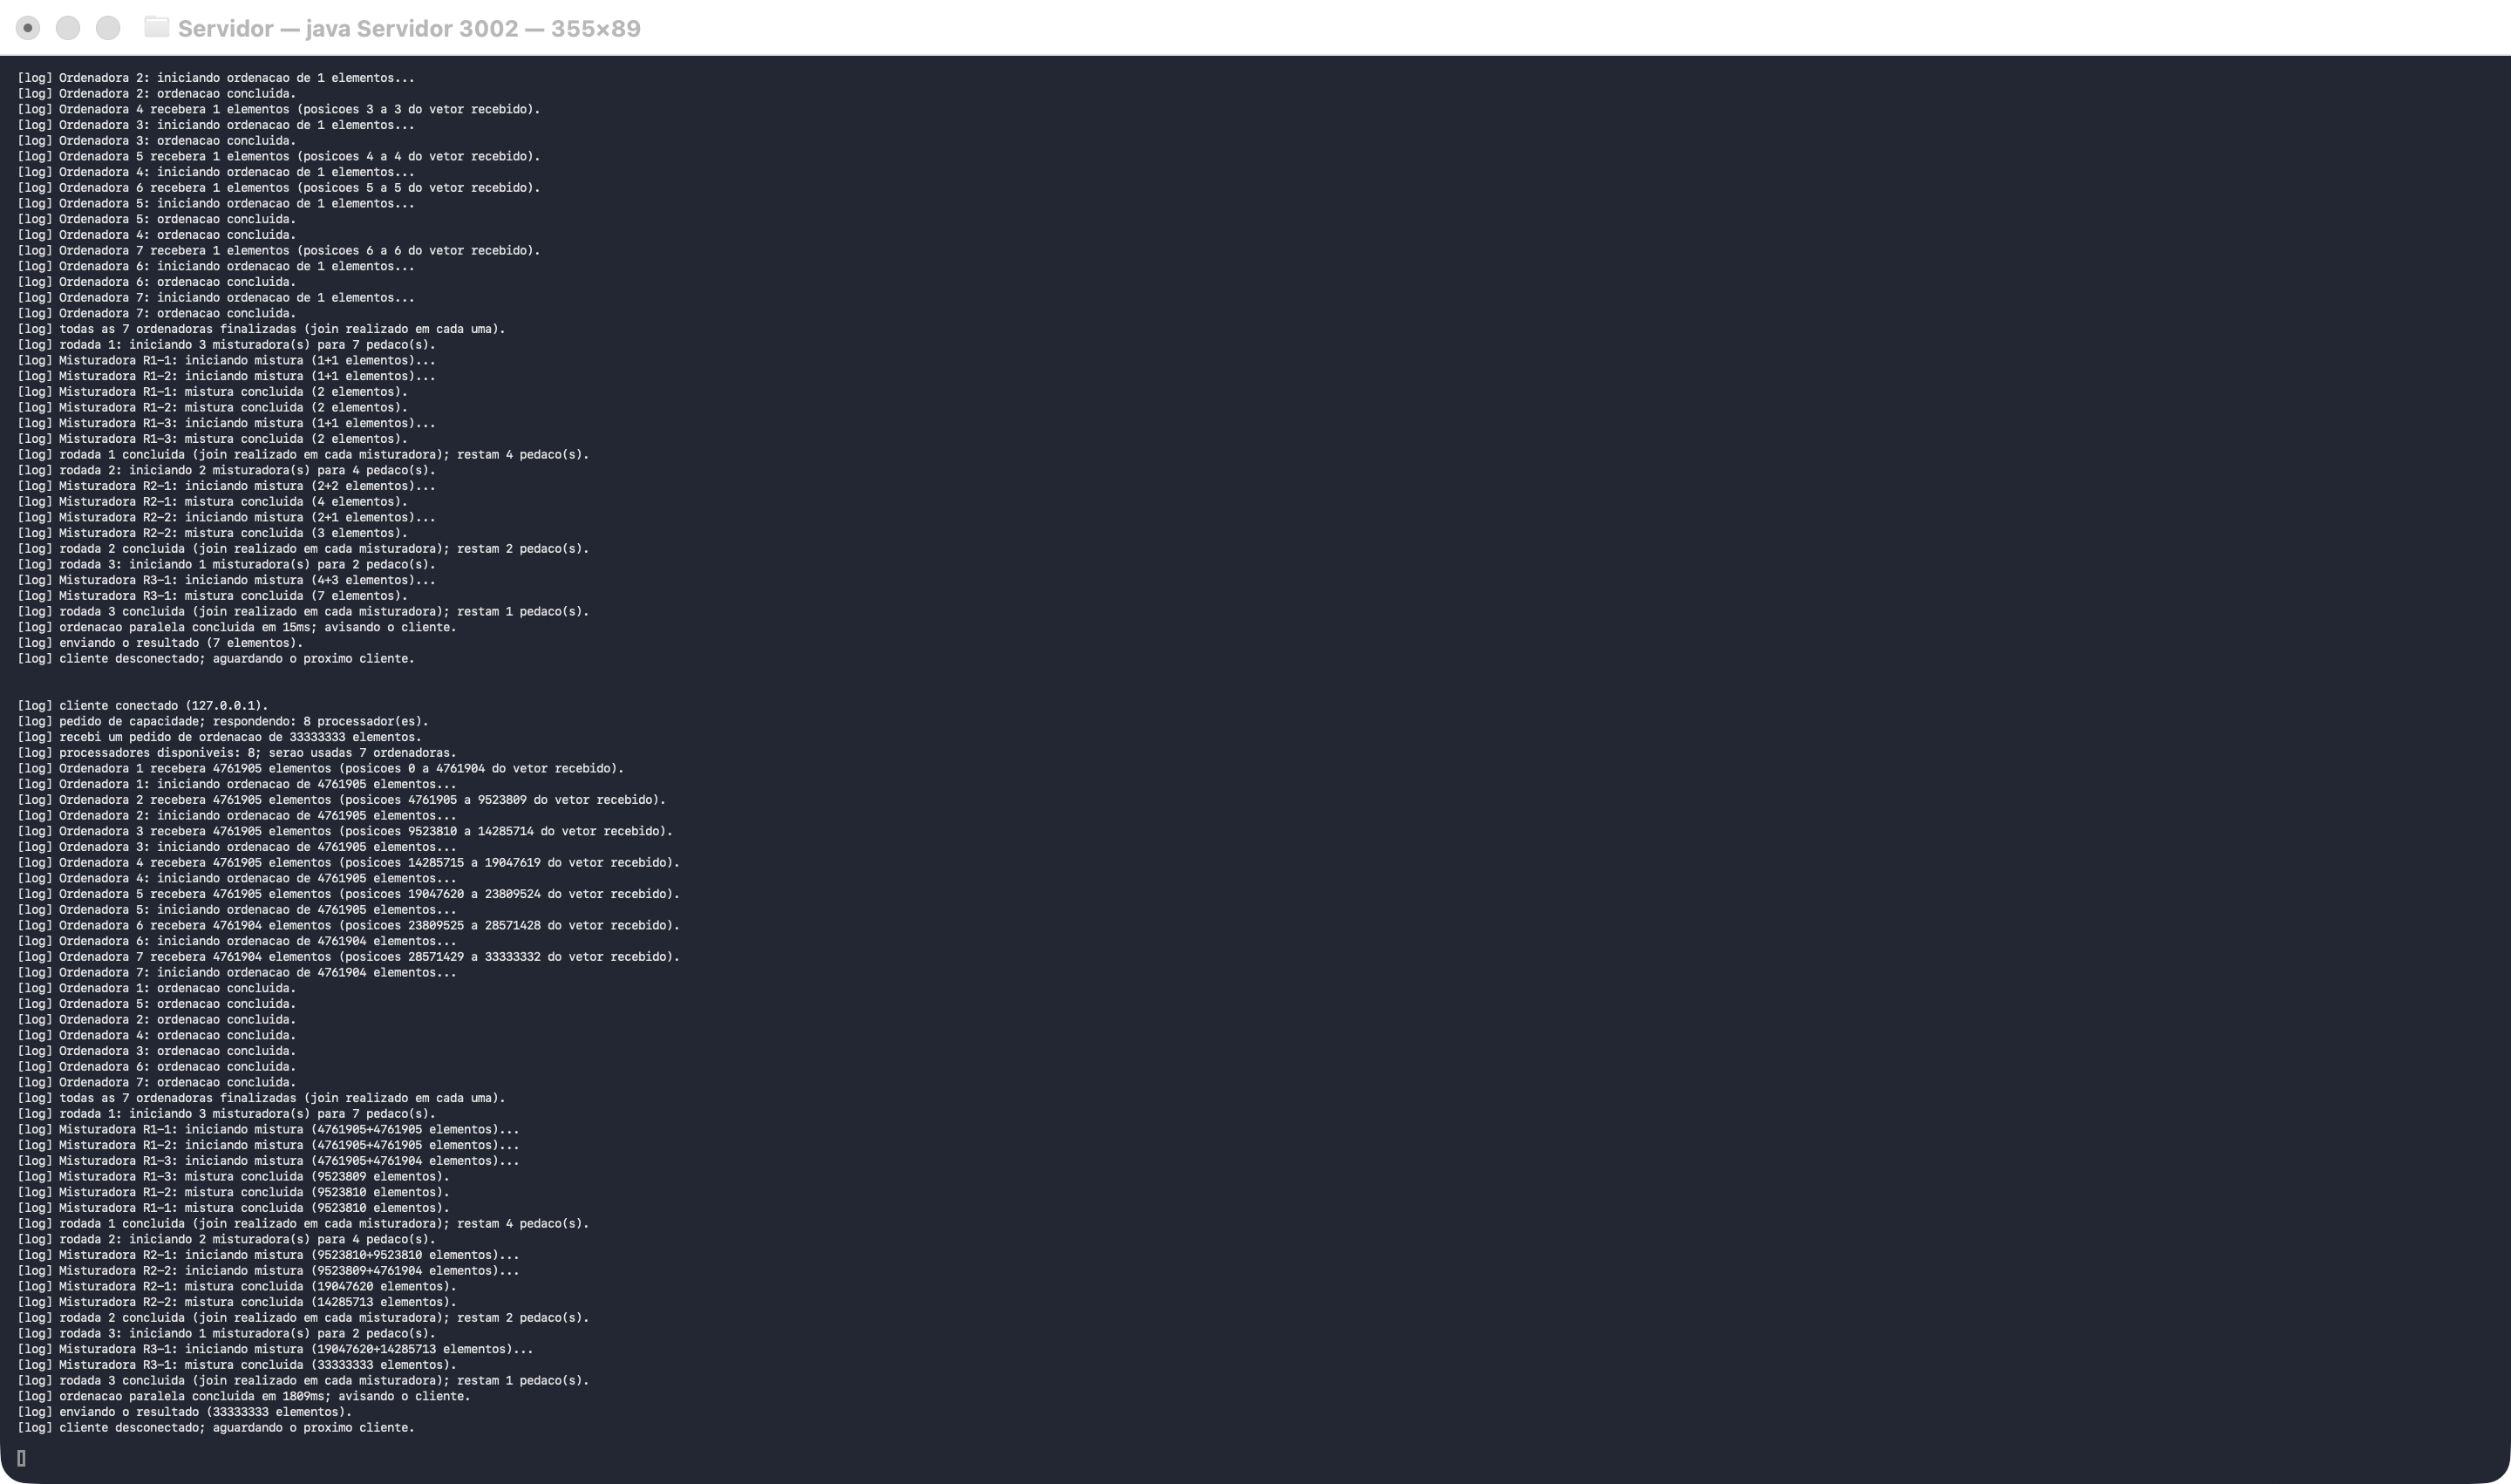 Servidor — java Servidor 3002 — 355×89
[log] Ordenadora 2: iniciando ordenacao de 1 elementos...
[log] Ordenadora 2: ordenacao concluida.
[log] Ordenadora 4 recebera 1 elementos (posicoes 3 a 3 do vetor recebido).
[log] Ordenadora 3: iniciando ordenacao de 1 elementos...
[log] Ordenadora 3: ordenacao concluida.
[log] Ordenadora 5 recebera 1 elementos (posicoes 4 a 4 do vetor recebido).
[log] Ordenadora 4: iniciando ordenacao de 1 elementos...
[log] Ordenadora 6 recebera 1 elementos (posicoes 5 a 5 do vetor recebido).
[log] Ordenadora 5: iniciando ordenacao de 1 elementos...
[log] Ordenadora 5: ordenacao concluida.
[log] Ordenadora 4: ordenacao concluida.
[log] Ordenadora 7 recebera 1 elementos (posicoes 6 a 6 do vetor recebido).
[log] Ordenadora 6: iniciando ordenacao de 1 elementos...
[log] Ordenadora 6: ordenacao concluida.
[log] Ordenadora 7: iniciando ordenacao de 1 elementos...
[log] Ordenadora 7: ordenacao concluida.
[log] todas as 7 ordenadoras finalizadas (join realizado em cada uma).
[log] rodada 1: iniciando 3 misturadora(s) para 7 pedaco(s).
[log] Misturadora R1-1: iniciando mistura (1+1 elementos)...
[log] Misturadora R1-2: iniciando mistura (1+1 elementos)...
[log] Misturadora R1-1: mistura concluida (2 elementos).
[log] Misturadora R1-2: mistura concluida (2 elementos).
[log] Misturadora R1-3: iniciando mistura (1+1 elementos)...
[log] Misturadora R1-3: mistura concluida (2 elementos).
[log] rodada 1 concluida (join realizado em cada misturadora); restam 4 pedaco(s).
[log] rodada 2: iniciando 2 misturadora(s) para 4 pedaco(s).
[log] Misturadora R2-1: iniciando mistura (2+2 elementos)...
[log] Misturadora R2-1: mistura concluida (4 elementos).
[log] Misturadora R2-2: iniciando mistura (2+1 elementos)...
[log] Misturadora R2-2: mistura concluida (3 elementos).
[log] rodada 2 concluida (join realizado em cada misturadora); restam 2 pedaco(s).
[log] rodada 3: iniciando 1 misturadora(s) para 2 pedaco(s).
[log] Misturadora R3-1: iniciando mistura (4+3 elementos)...
[log] Misturadora R3-1: mistura concluida (7 elementos).
[log] rodada 3 concluida (join realizado em cada misturadora); restam 1 pedaco(s).
[log] ordenacao paralela concluida em 15ms; avisando o cliente.
[log] enviando o resultado (7 elementos).
[log] cliente desconectado; aguardando o proximo cliente.
[log] cliente conectado (127.0.0.1).
[log] pedido de capacidade; respondendo: 8 processador(es).
[log] recebi um pedido de ordenacao de 33333333 elementos.
[log] processadores disponiveis: 8; serao usadas 7 ordenadoras.
[log] Ordenadora 1 recebera 4761905 elementos (posicoes 0 a 4761904 do vetor recebido).
[log] Ordenadora 1: iniciando ordenacao de 4761905 elementos...
[log] Ordenadora 2 recebera 4761905 elementos (posicoes 4761905 a 9523809 do vetor recebido).
[log] Ordenadora 2: iniciando ordenacao de 4761905 elementos...
[log] Ordenadora 3 recebera 4761905 elementos (posicoes 9523810 a 14285714 do vetor recebido).
[log] Ordenadora 3: iniciando ordenacao de 4761905 elementos...
[log] Ordenadora 4 recebera 4761905 elementos (posicoes 14285715 a 19047619 do vetor recebido).
[log] Ordenadora 4: iniciando ordenacao de 4761905 elementos...
[log] Ordenadora 5 recebera 4761905 elementos (posicoes 19047620 a 23809524 do vetor recebido).
[log] Ordenadora 5: iniciando ordenacao de 4761905 elementos...
[log] Ordenadora 6 recebera 4761904 elementos (posicoes 23809525 a 28571428 do vetor recebido).
[log] Ordenadora 6: iniciando ordenacao de 4761904 elementos...
[log] Ordenadora 7 recebera 4761904 elementos (posicoes 28571429 a 33333332 do vetor recebido).
[log] Ordenadora 7: iniciando ordenacao de 4761904 elementos...
[log] Ordenadora 1: ordenacao concluida.
[log] Ordenadora 5: ordenacao concluida.
[log] Ordenadora 2: ordenacao concluida.
[log] Ordenadora 4: ordenacao concluida.
[log] Ordenadora 3: ordenacao concluida.
[log] Ordenadora 6: ordenacao concluida.
[log] Ordenadora 7: ordenacao concluida.
[log] todas as 7 ordenadoras finalizadas (join realizado em cada uma).
[log] rodada 1: iniciando 3 misturadora(s) para 7 pedaco(s).
[log] Misturadora R1-1: iniciando mistura (4761905+4761905 elementos)...
[log] Misturadora R1-2: iniciando mistura (4761905+4761905 elementos)...
[log] Misturadora R1-3: iniciando mistura (4761905+4761904 elementos)...
[log] Misturadora R1-3: mistura concluida (9523809 elementos).
[log] Misturadora R1-2: mistura concluida (9523810 elementos).
[log] Misturadora R1-1: mistura concluida (9523810 elementos).
[log] rodada 1 concluida (join realizado em cada misturadora); restam 4 pedaco(s).
[log] rodada 2: iniciando 2 misturadora(s) para 4 pedaco(s).
[log] Misturadora R2-1: iniciando mistura (9523810+9523810 elementos)...
[log] Misturadora R2-2: iniciando mistura (9523809+4761904 elementos)...
[log] Misturadora R2-1: mistura concluida (19047620 elementos).
[log] Misturadora R2-2: mistura concluida (14285713 elementos).
[log] rodada 2 concluida (join realizado em cada misturadora); restam 2 pedaco(s).
[log] rodada 3: iniciando 1 misturadora(s) para 2 pedaco(s).
[log] Misturadora R3-1: iniciando mistura (19047620+14285713 elementos)...
[log] Misturadora R3-1: mistura concluida (33333333 elementos).
[log] rodada 3 concluida (join realizado em cada misturadora); restam 1 pedaco(s).
[log] ordenacao paralela concluida em 1809ms; avisando o cliente.
[log] enviando o resultado (33333333 elementos).
[log] cliente desconectado; aguardando o proximo cliente.